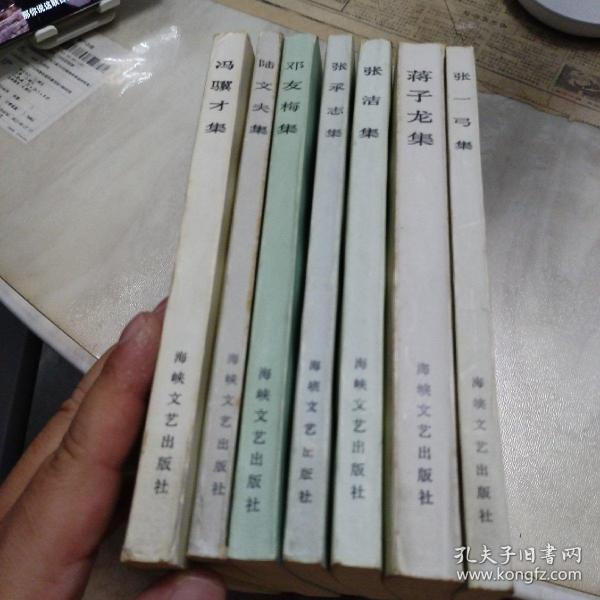 冯骥才集
海峡文艺出版社
陆文夫集
海峡文艺出版社
邓友梅集
海峡文艺出版社
张承志集
海峡文艺出版社
张洁集
海峡文艺出版社
蒋子龙集
海峡文艺出版社
张一弓集
海峡文艺出版社
那你说这
孔夫子旧书网
www.kongfz.com